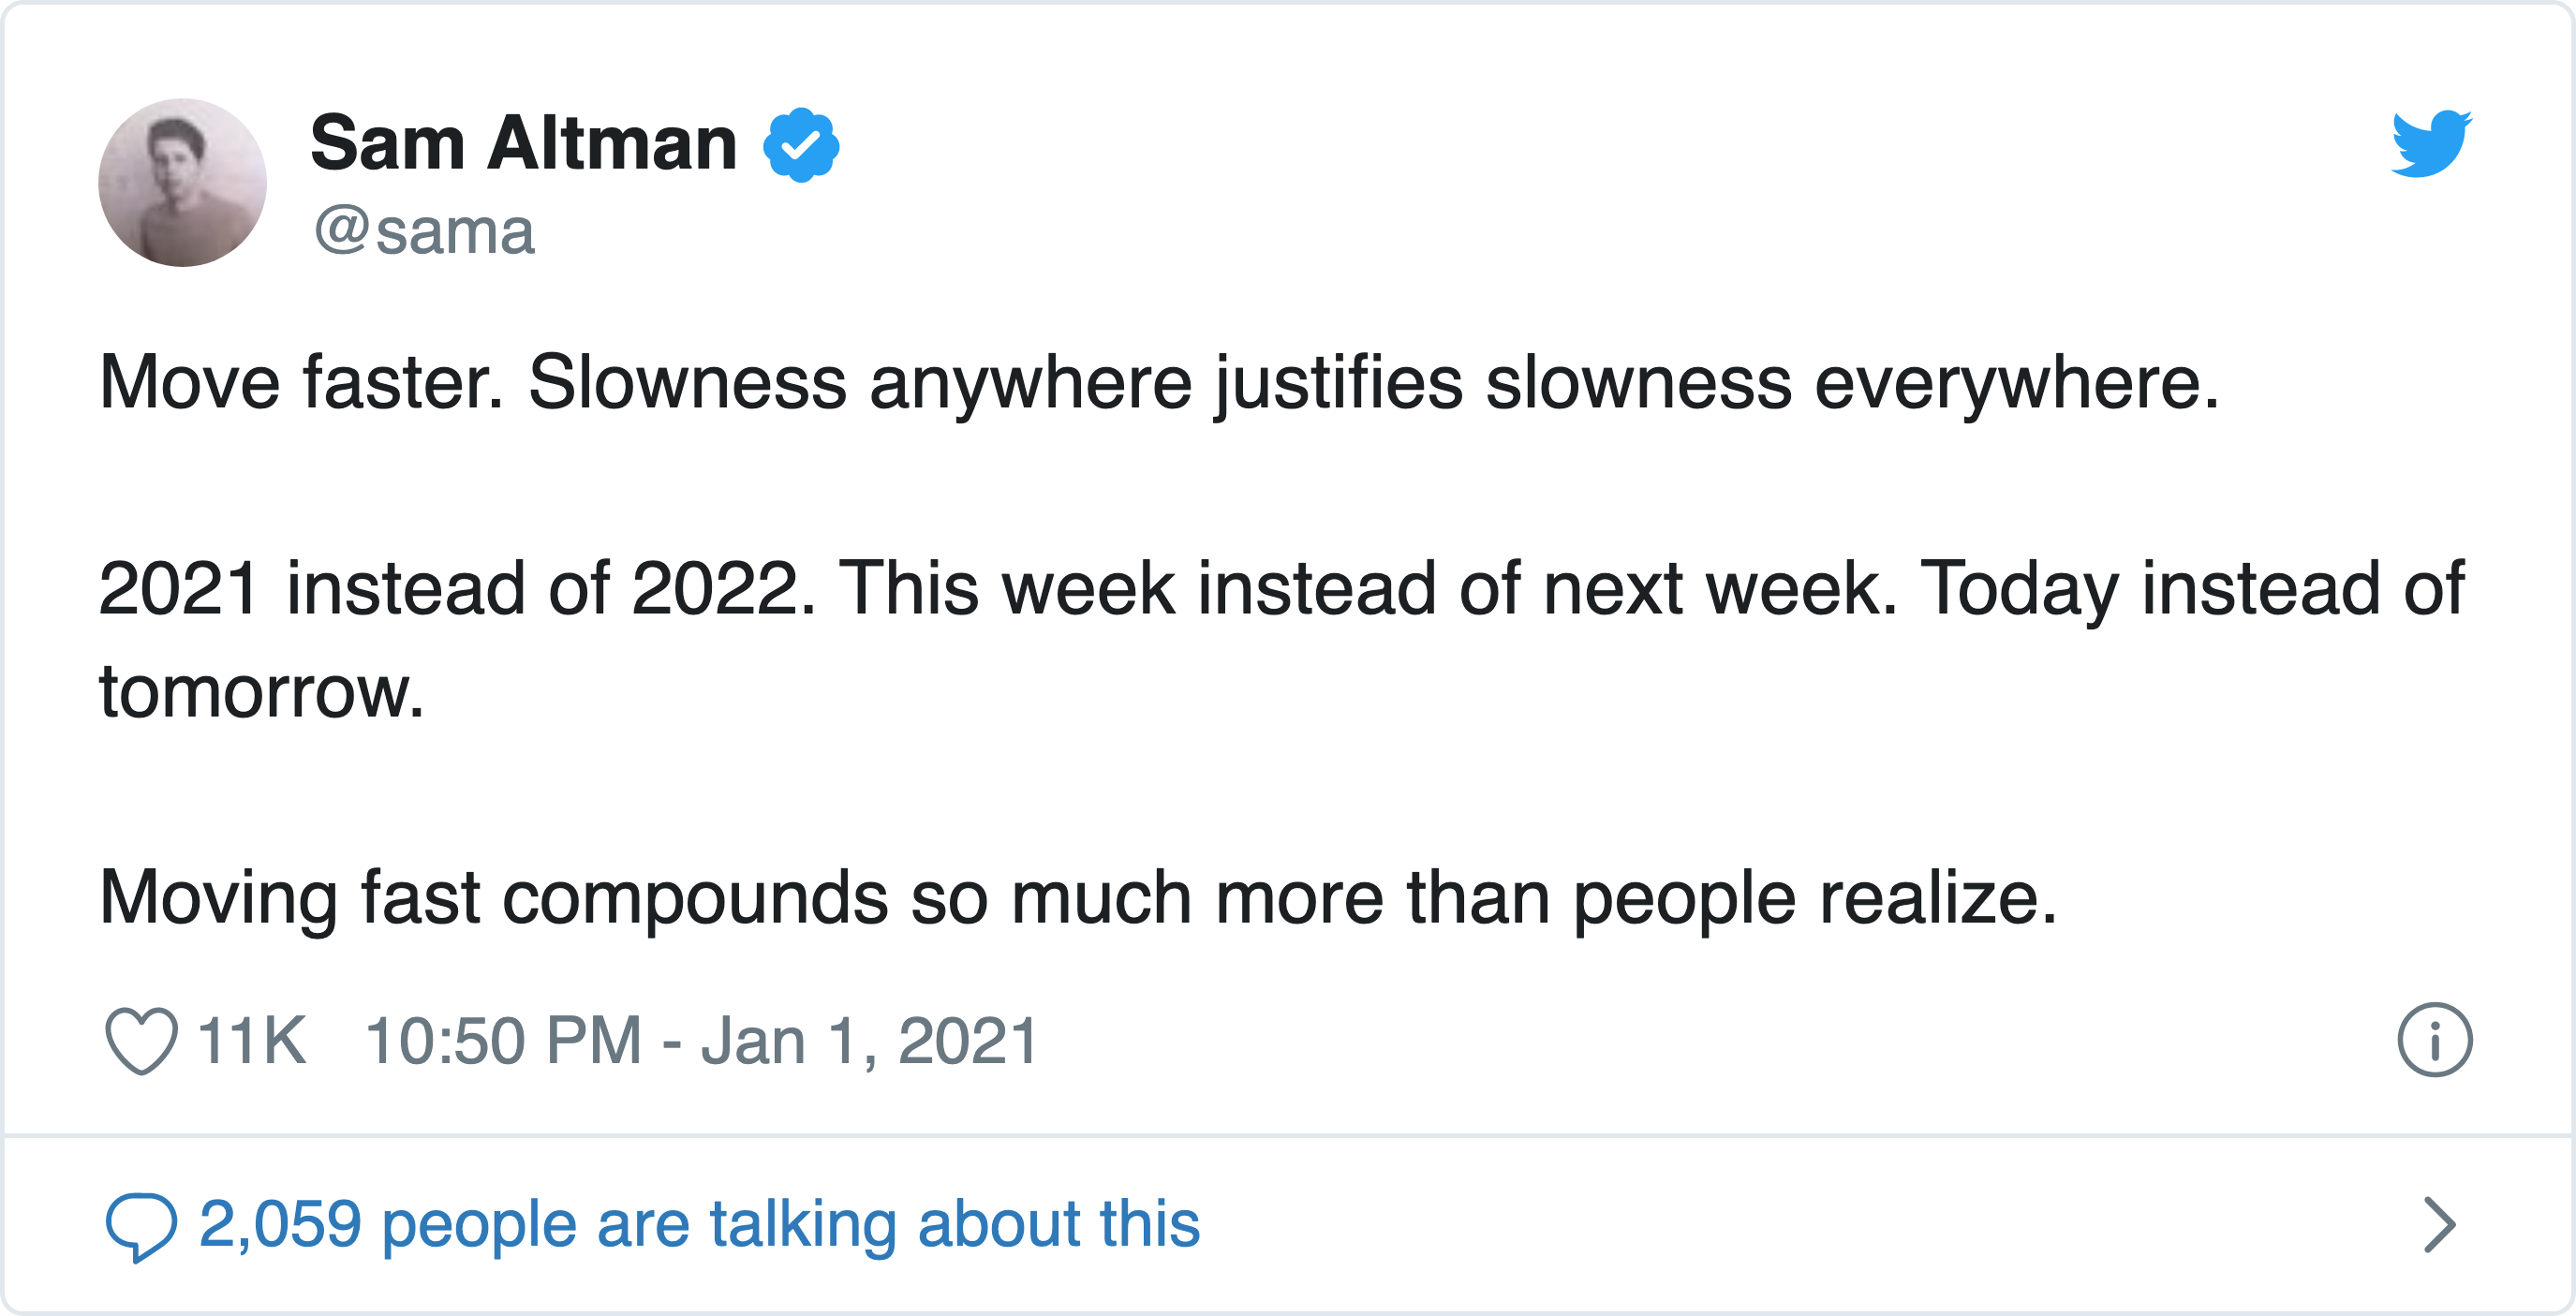 Sam Altman
@sama
Move faster. Slowness anywhere justifies slowness everywhere.
2021 instead of 2022. This week instead of next week. Today instead of
tomorrow.
Moving fast compounds so much more than people realize.
11K 10:50 PM - Jan 1, 2021
2,059 people are talking about this